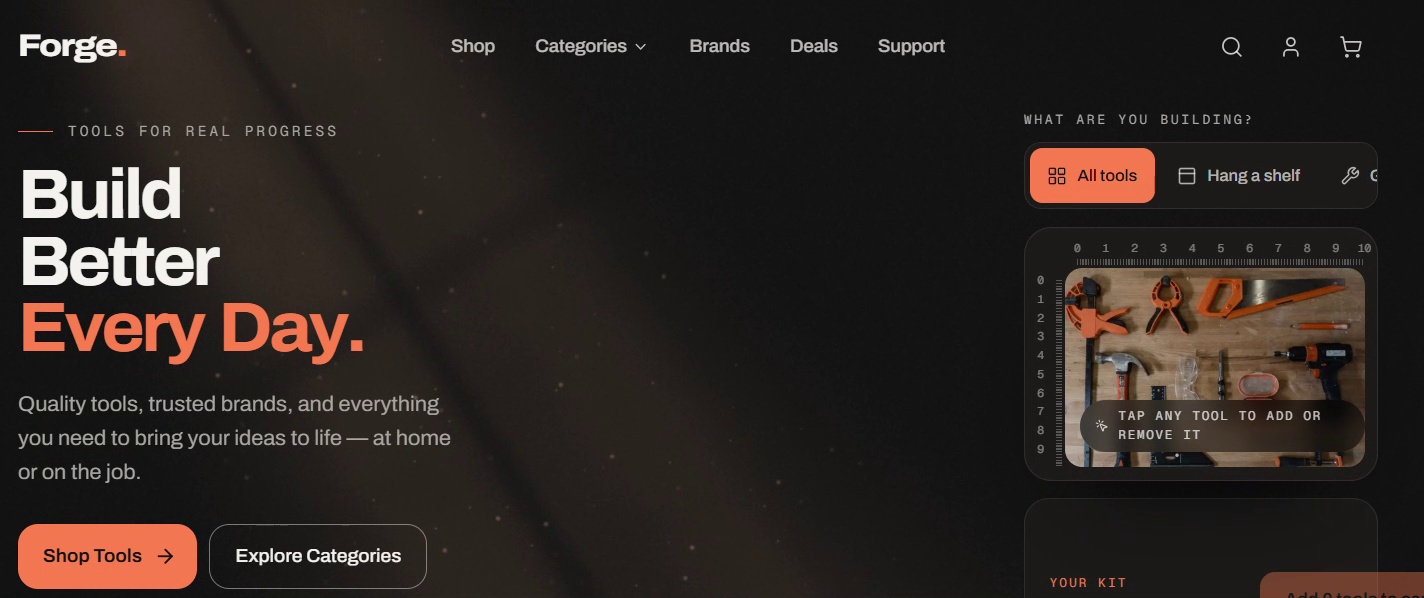 Forge.
Shop
Categories
Brands
Deals
Support
TOOLS FOR REAL PROGRESS
Build
Better
Every Day.
Quality tools, trusted brands, and everything
you need to bring your ideas to life — at home
or on the job.
Shop Tools
Explore Categories
WHAT ARE YOU BUILDING?
All tools
Hang a shelf
0 1 2 3 4 5 6 7 8 9 10
0
1
2
3
4
5
6
7
8
9
TAP ANY TOOL TO ADD OR
REMOVE IT
YOUR KIT
Add 0 tools to